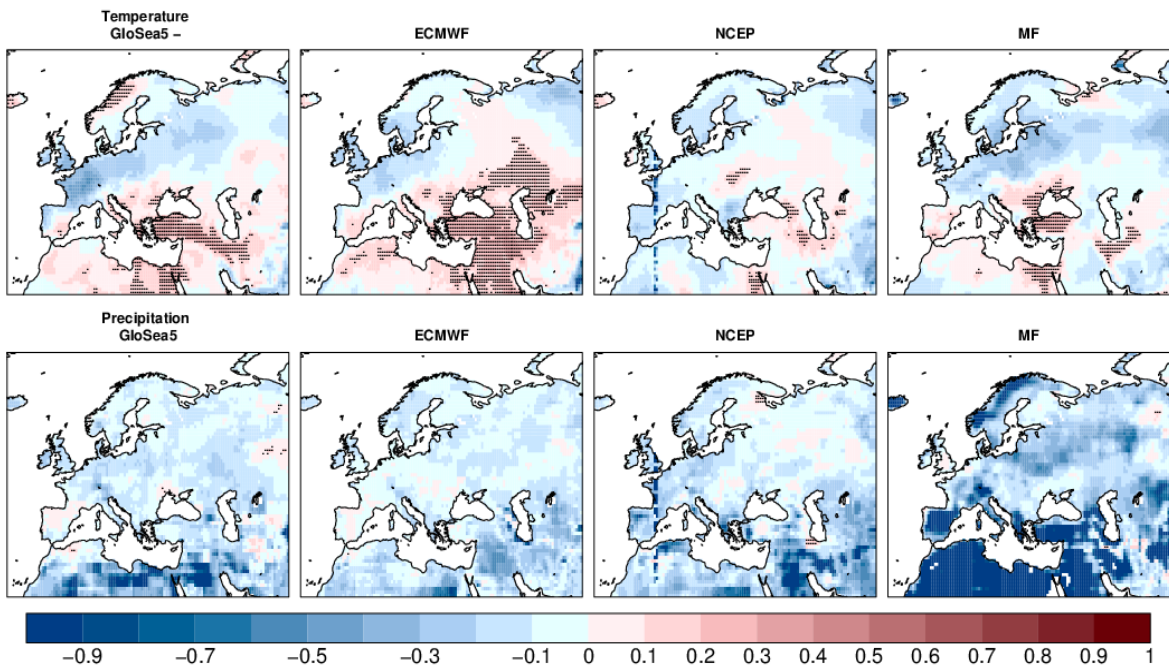 Temperature
GloSea5 −
ECMWF
NCEP
MF
Precipitation
GloSea5
ECMWF
NCEP
MF
−0.9 −0.7 −0.5 −0.3 −0.1 0 0.1 0.2 0.3 0.4 0.5 0.6 0.7 0.8 0.9 1